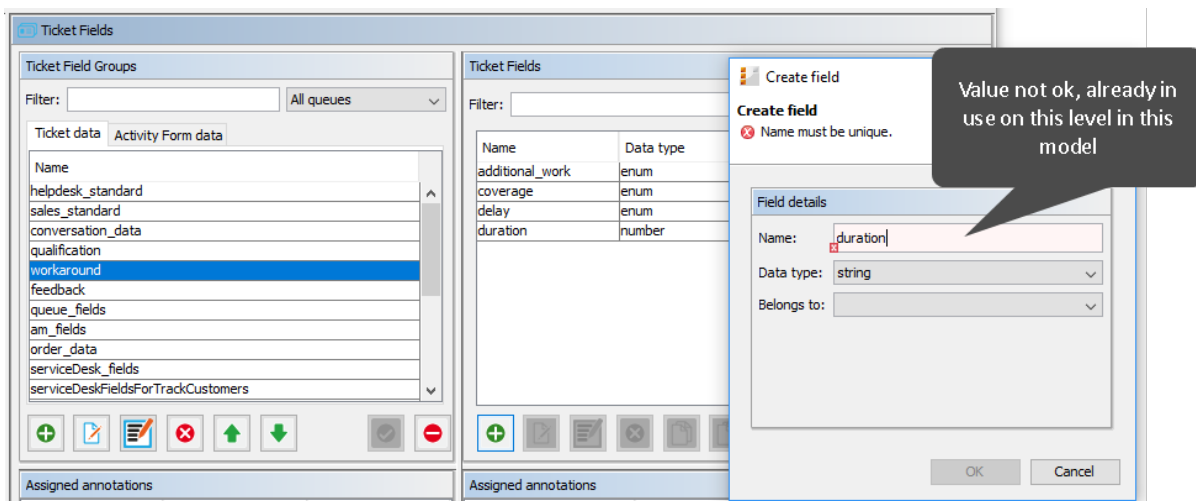 Ticket Fields
Ticket Field Groups
Filter:
All queues
Ticket data
Activity Form data
Name
helpdesk_standard
sales_standard
conversation_data
qualification
workaround
feedback
queue_fields
am_fields
order_data
serviceDesk_fields
serviceDeskFieldsForTrackCustomers
Assigned annotations
Ticket Fields
Filter:
Name Data type
additional_work enum
coverage enum
delay enum
duration number
Assigned annotations
Create field
Create field
Name must be unique.
Field details
Name: duration
Data type: string
Belongs to:
OK Cancel
Value not ok, already in
use on this level in this
model